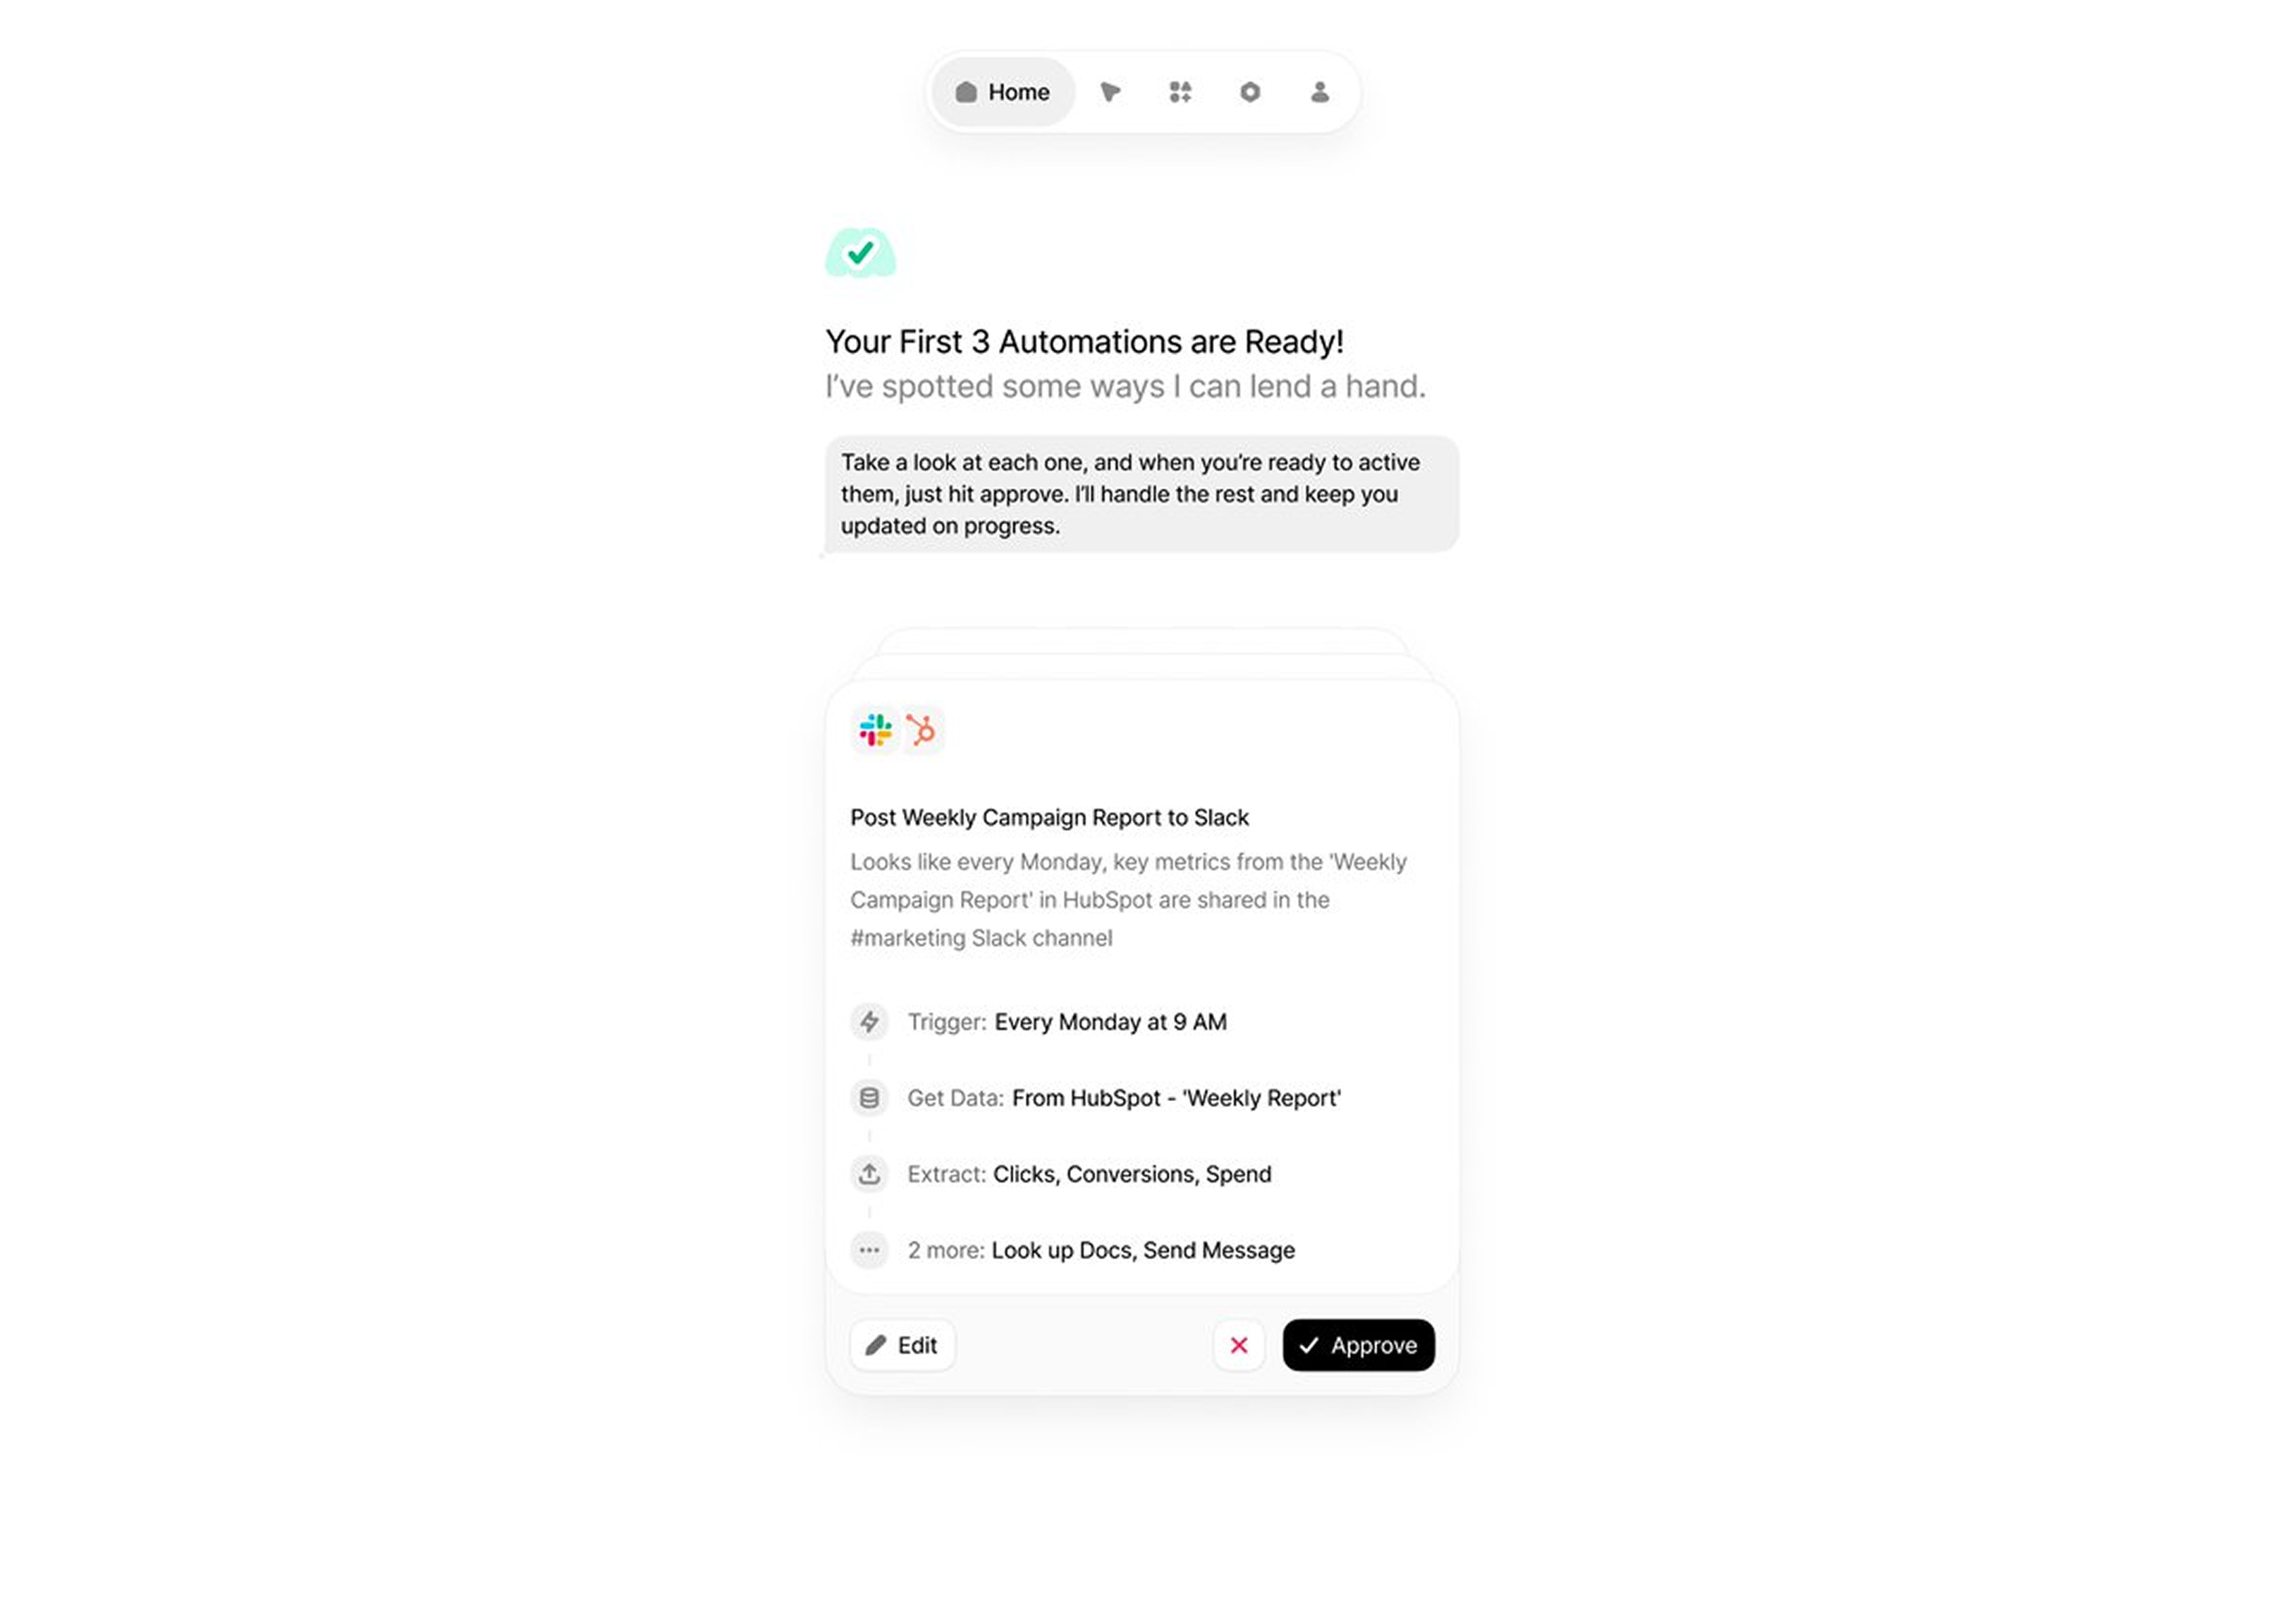 Home
Your First 3 Automations are Ready!
I’ve spotted some ways I can lend a hand.
Take a look at each one, and when you’re ready to active
them, just hit approve. I’ll handle the rest and keep you
updated on progress.
Post Weekly Campaign Report to Slack
Looks like every Monday, key metrics from the 'Weekly
Campaign Report' in HubSpot are shared in the
#marketing Slack channel
Trigger: Every Monday at 9 AM
Get Data: From HubSpot - 'Weekly Report'
Extract: Clicks, Conversions, Spend
2 more: Look up Docs, Send Message
Edit
Approve